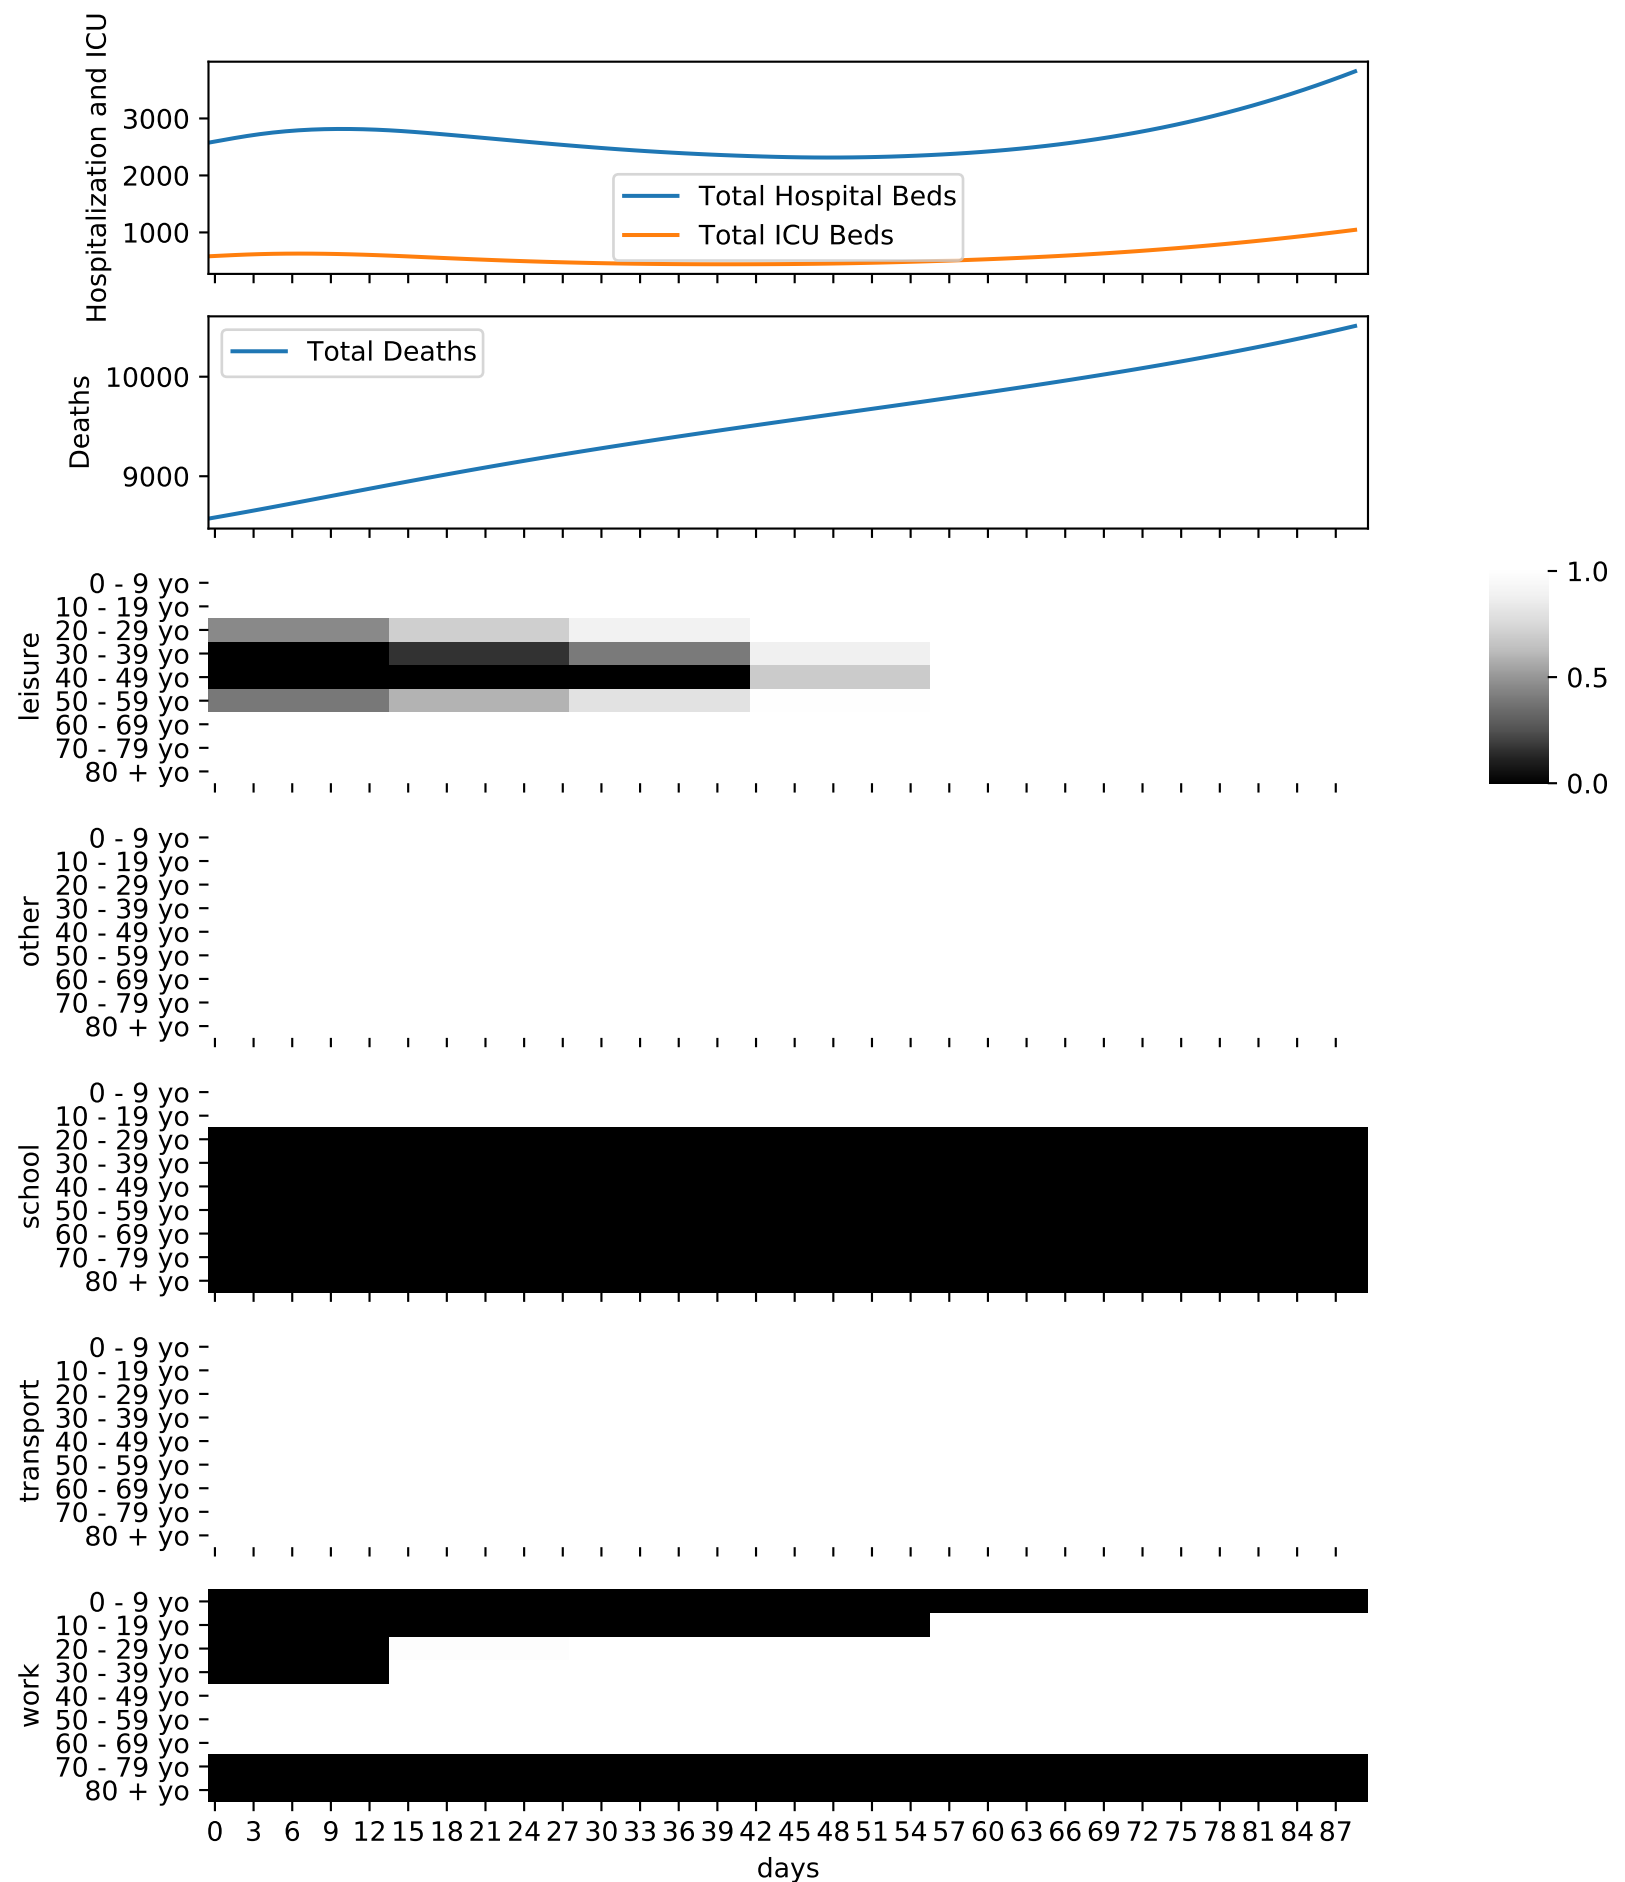 Hospitalization and ICU
3000
2000
1000
Total Hospital Beds
Total ICU Beds
Deaths
10000
9000
Total Deaths
leisure
0 - 9 yo
10 - 19 yo
20 - 29 yo
30 - 39 yo
40 - 49 yo
50 - 59 yo
60 - 69 yo
70 - 79 yo
80 + yo
1.0
0.5
0.0
other
0 - 9 yo
10 - 19 yo
20 - 29 yo
30 - 39 yo
40 - 49 yo
50 - 59 yo
60 - 69 yo
70 - 79 yo
80 + yo
school
0 - 9 yo
10 - 19 yo
20 - 29 yo
30 - 39 yo
40 - 49 yo
50 - 59 yo
60 - 69 yo
70 - 79 yo
80 + yo
transport
0 - 9 yo
10 - 19 yo
20 - 29 yo
30 - 39 yo
40 - 49 yo
50 - 59 yo
60 - 69 yo
70 - 79 yo
80 + yo
work
0 - 9 yo
10 - 19 yo
20 - 29 yo
30 - 39 yo
40 - 49 yo
50 - 59 yo
60 - 69 yo
70 - 79 yo
80 + yo
0 3 6 9 12 15 18 21 24 27 30 33 36 39 42 45 48 51 54 57 60 63 66 69 72 75 78 81 84 87
days